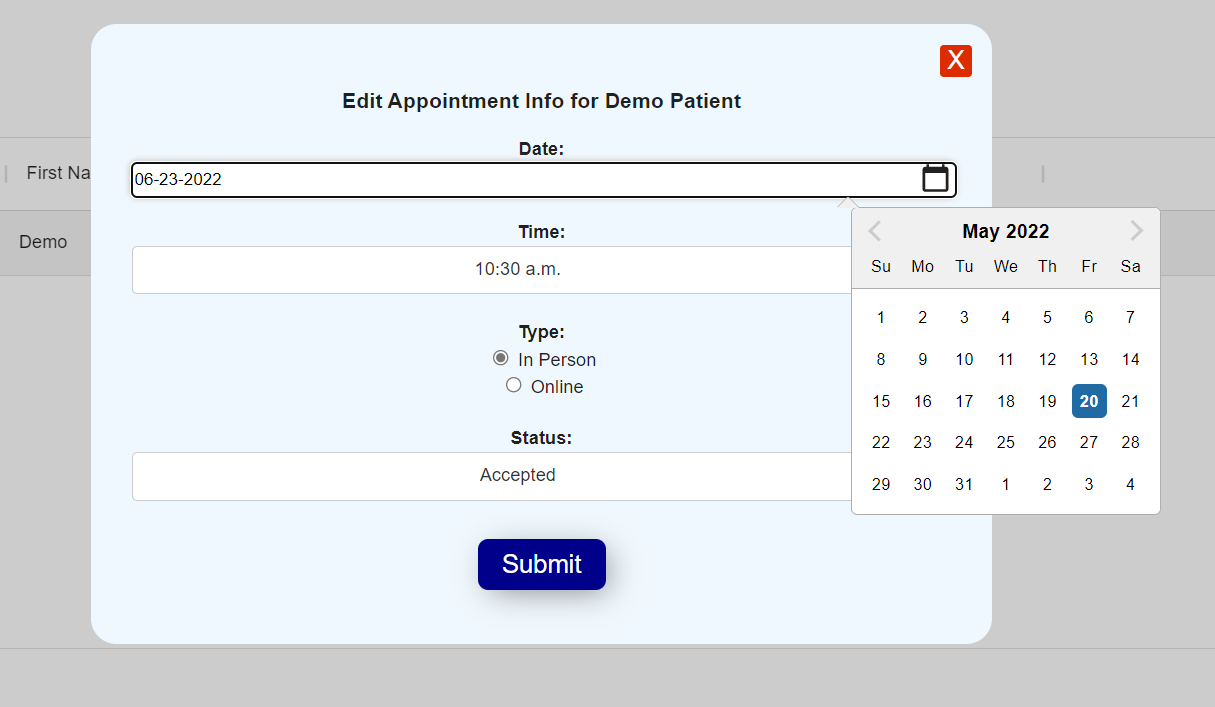 X
Edit Appointment Info for Demo Patient
Date:
06-23-2022
First Na
Demo
Time:
10:30 a.m.
Type:
In Person
Online
Status:
Accepted
Submit
May 2022
Su Mo Tu We Th Fr Sa
1 2 3 4 5 6 7
8 9 10 11 12 13 14
15 16 17 18 19 20 21
22 23 24 25 26 27 28
29 30 31 1 2 3 4